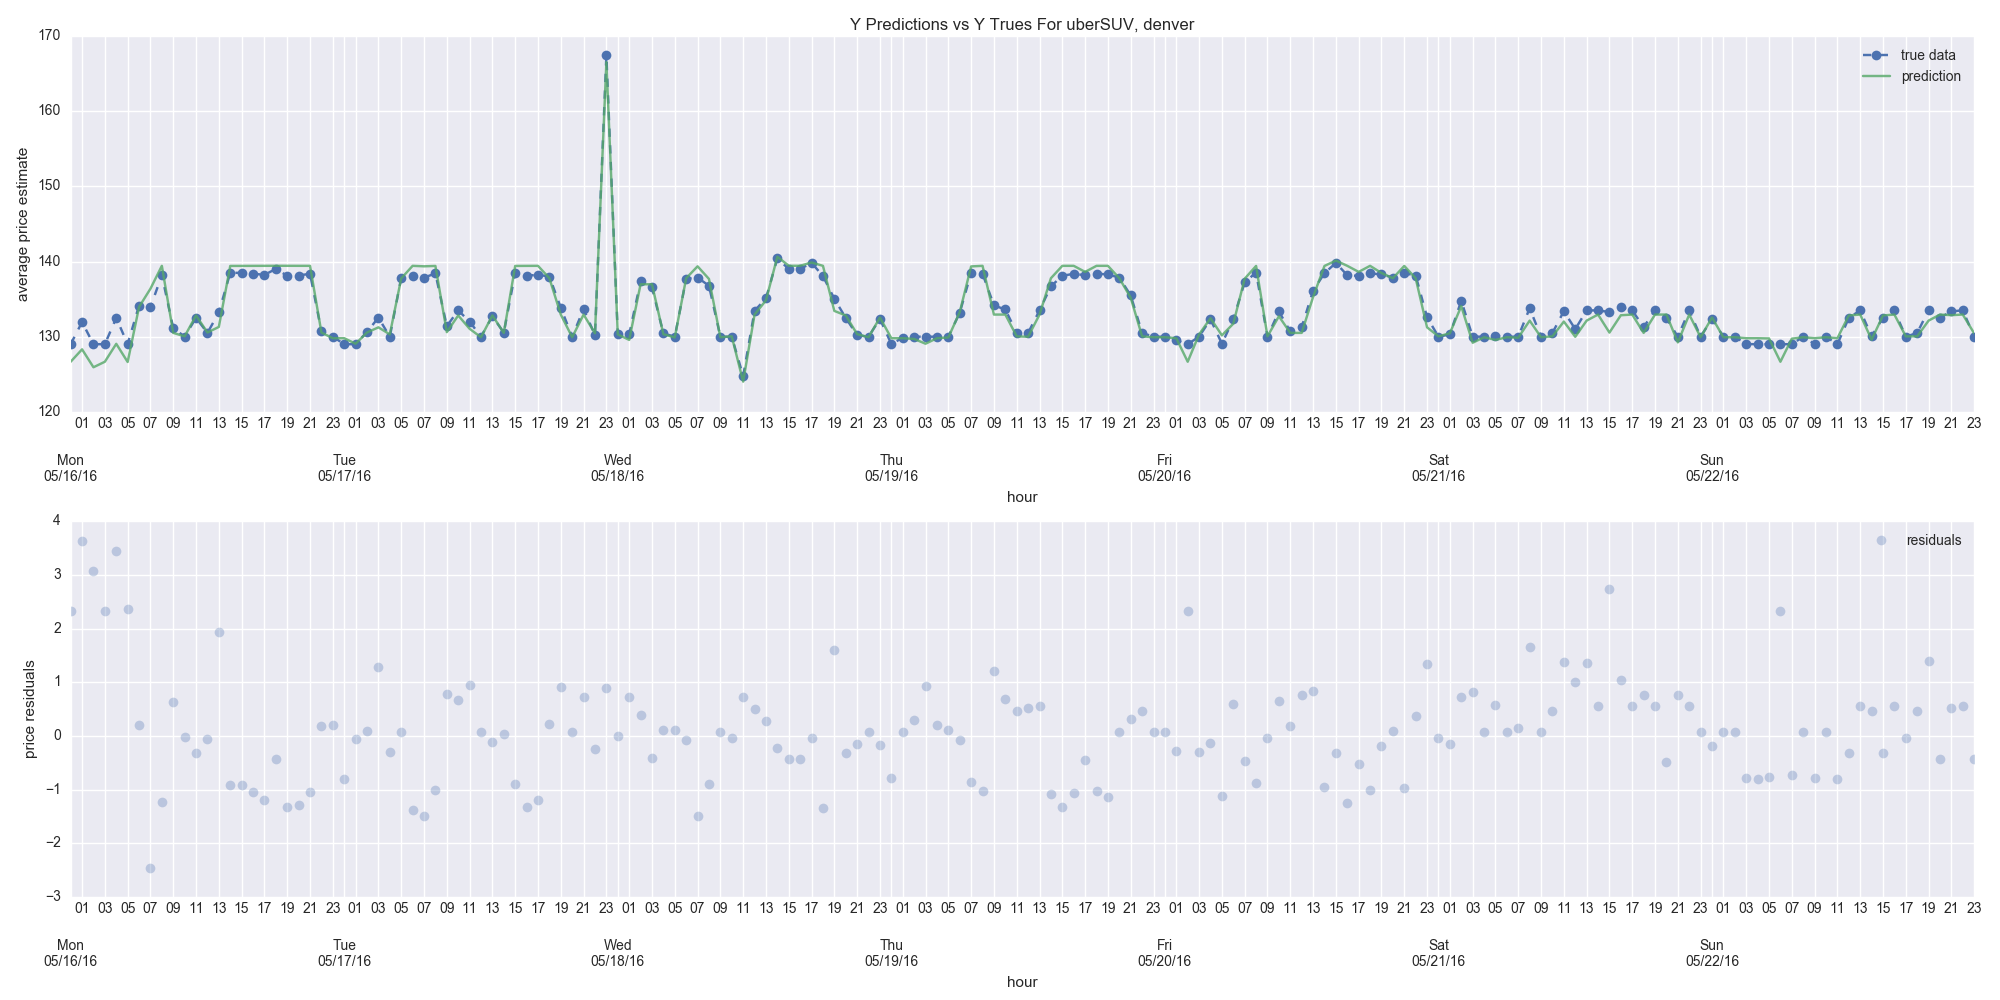 Y Predictions vs Y Trues For uberSUV, denver
170
160
150
140
130
120
average price estimate
true data
prediction
01 03 05 07 09 11 13 15 17 19 21 23 01 03 05 07 09 11 13 15 17 19 21 23 01 03 05 07 09 11 13 15 17 19 21 23 01 03 05 07 09 11 13 15 17 19 21 23 01 03 05 07 09 11 13 15 17 19 21 23 01 03 05 07 09 11 13 15 17 19 21 23 01 03 05 07 09 11 13 15 17 19 21 23
Mon Tue Wed Thu Fri Sat Sun
05/16/16 05/17/16 05/18/16 05/19/16 05/20/16 05/21/16 05/22/16
hour
4
3
2
1
0
−1
−2
−3
price residuals
residuals
01 03 05 07 09 11 13 15 17 19 21 23 01 03 05 07 09 11 13 15 17 19 21 23 01 03 05 07 09 11 13 15 17 19 21 23 01 03 05 07 09 11 13 15 17 19 21 23 01 03 05 07 09 11 13 15 17 19 21 23 01 03 05 07 09 11 13 15 17 19 21 23 01 03 05 07 09 11 13 15 17 19 21 23
Mon Tue Wed Thu Fri Sat Sun
05/16/16 05/17/16 05/18/16 05/19/16 05/20/16 05/21/16 05/22/16
hour